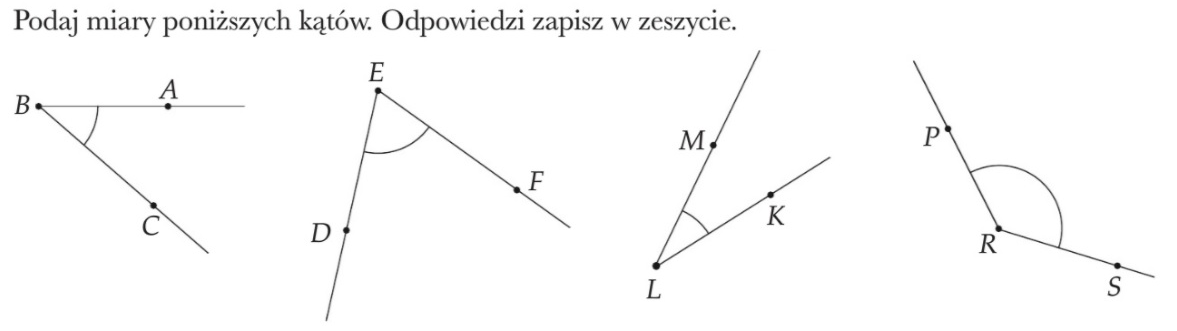 Podaj miary poniższych kątów. Odpowiedzi zapisz w zeszycie.
B A C
E D F
M K L
P R S